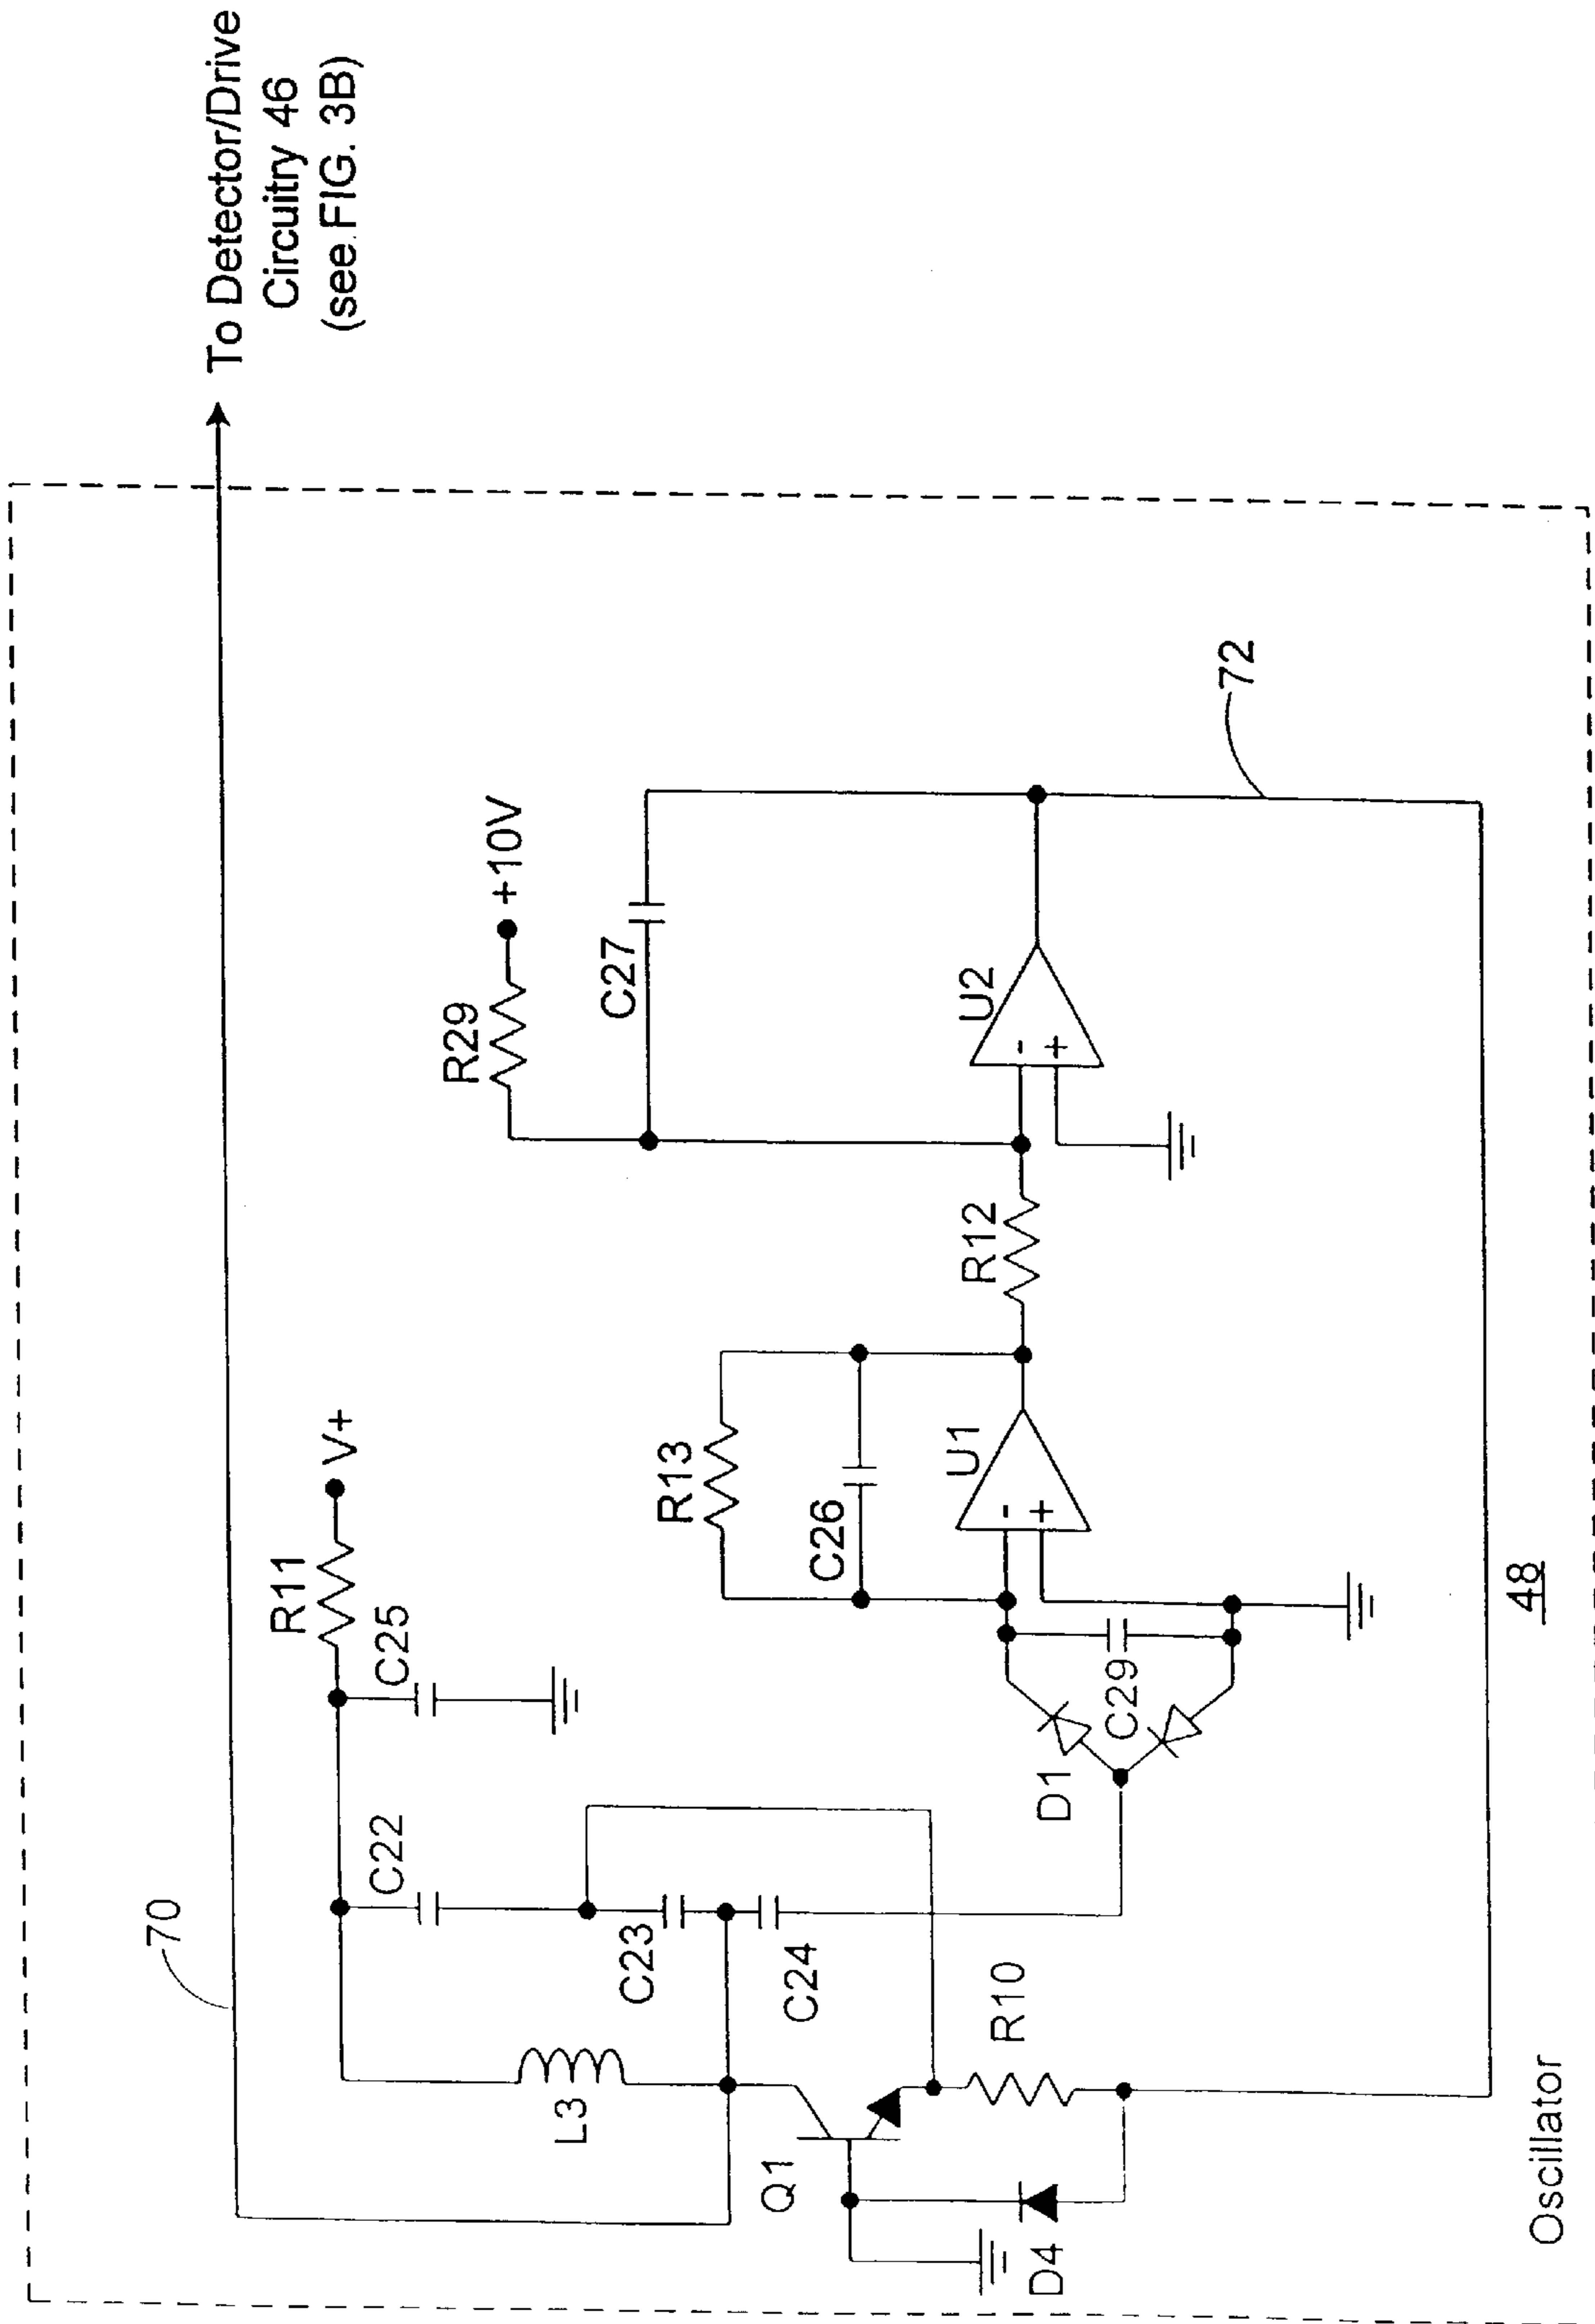 To Detector/Drive
Circuitry 46
(see FIG. 3B)
70
R11
V+
C22
C25
R29
+10V
L3
C23
C27
R13
C24
C26
Q1
U1
R12
U2
R10
D1
C29
72
D4
48
Oscillator
-
+
-
+